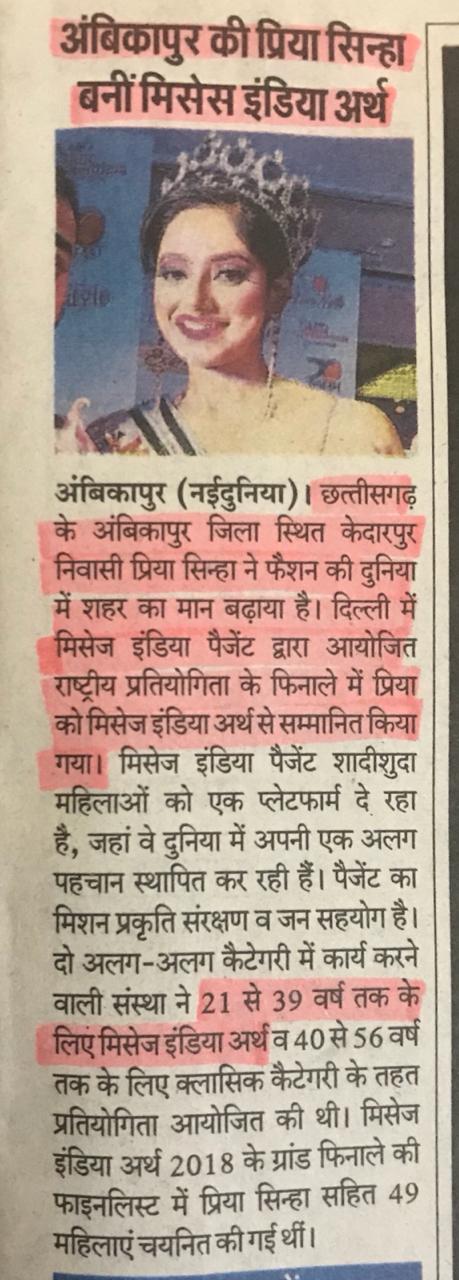 अंबिकापुर की प्रिया सिन्हा
बनीं मिसेस इंडिया अर्थ
अंबिकापुर (नईदुनिया)। छत्तीसगढ़
के अंबिकापुर जिला स्थित केदारपुर
निवासी प्रिया सिन्हा ने फैशन की दुनिया
में शहर का मान बढ़ाया है। दिल्ली में
मिसेज इंडिया पैजेंट द्वारा आयोजित
राष्ट्रीय प्रतियोगिता के फिनाले में प्रिया
को मिसेज इंडिया अर्थ से सम्मानित किया
गया। मिसेज इंडिया पैजेंट शादीशुदा
महिलाओं को एक प्लेटफार्म दे रहा
है, जहां वे दुनिया में अपनी एक अलग
पहचान स्थापित कर रही हैं। पैजेंट का
मिशन प्रकृति संरक्षण व जन सहयोग है।
दो अलग-अलग कैटेगरी में कार्य करने
वाली संस्था ने 21 से 39 वर्ष तक के
लिए मिसेज इंडिया अर्थ व 40 से 56 वर्ष
तक के लिए क्लासिक कैटेगरी के तहत
प्रतियोगिता आयोजित की थी। मिसेज
इंडिया अर्थ 2018 के ग्रांड फिनाले की
फाइनलिस्ट में प्रिया सिन्हा सहित 49
महिलाएं चयनित की गई थीं।